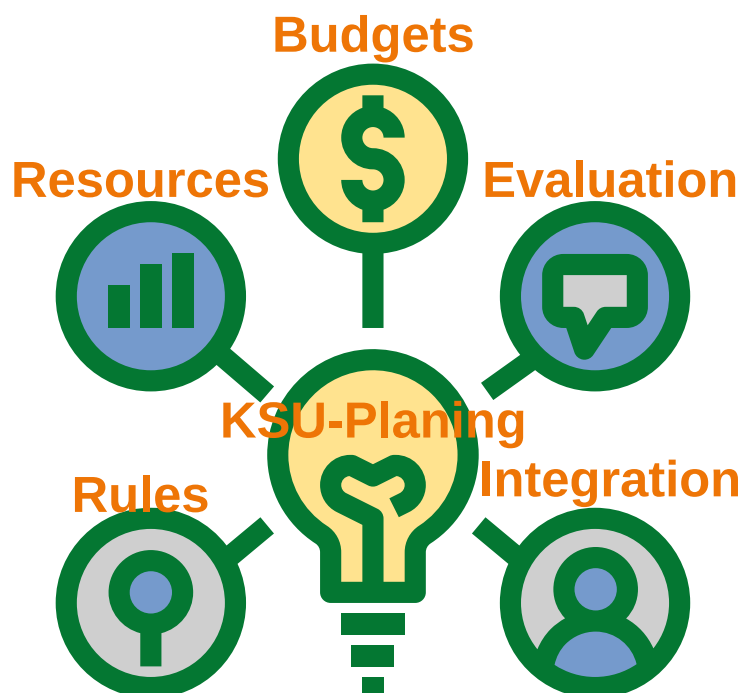 Budgets
Resources
Evaluation
KSU-Planing
Integration
Rules